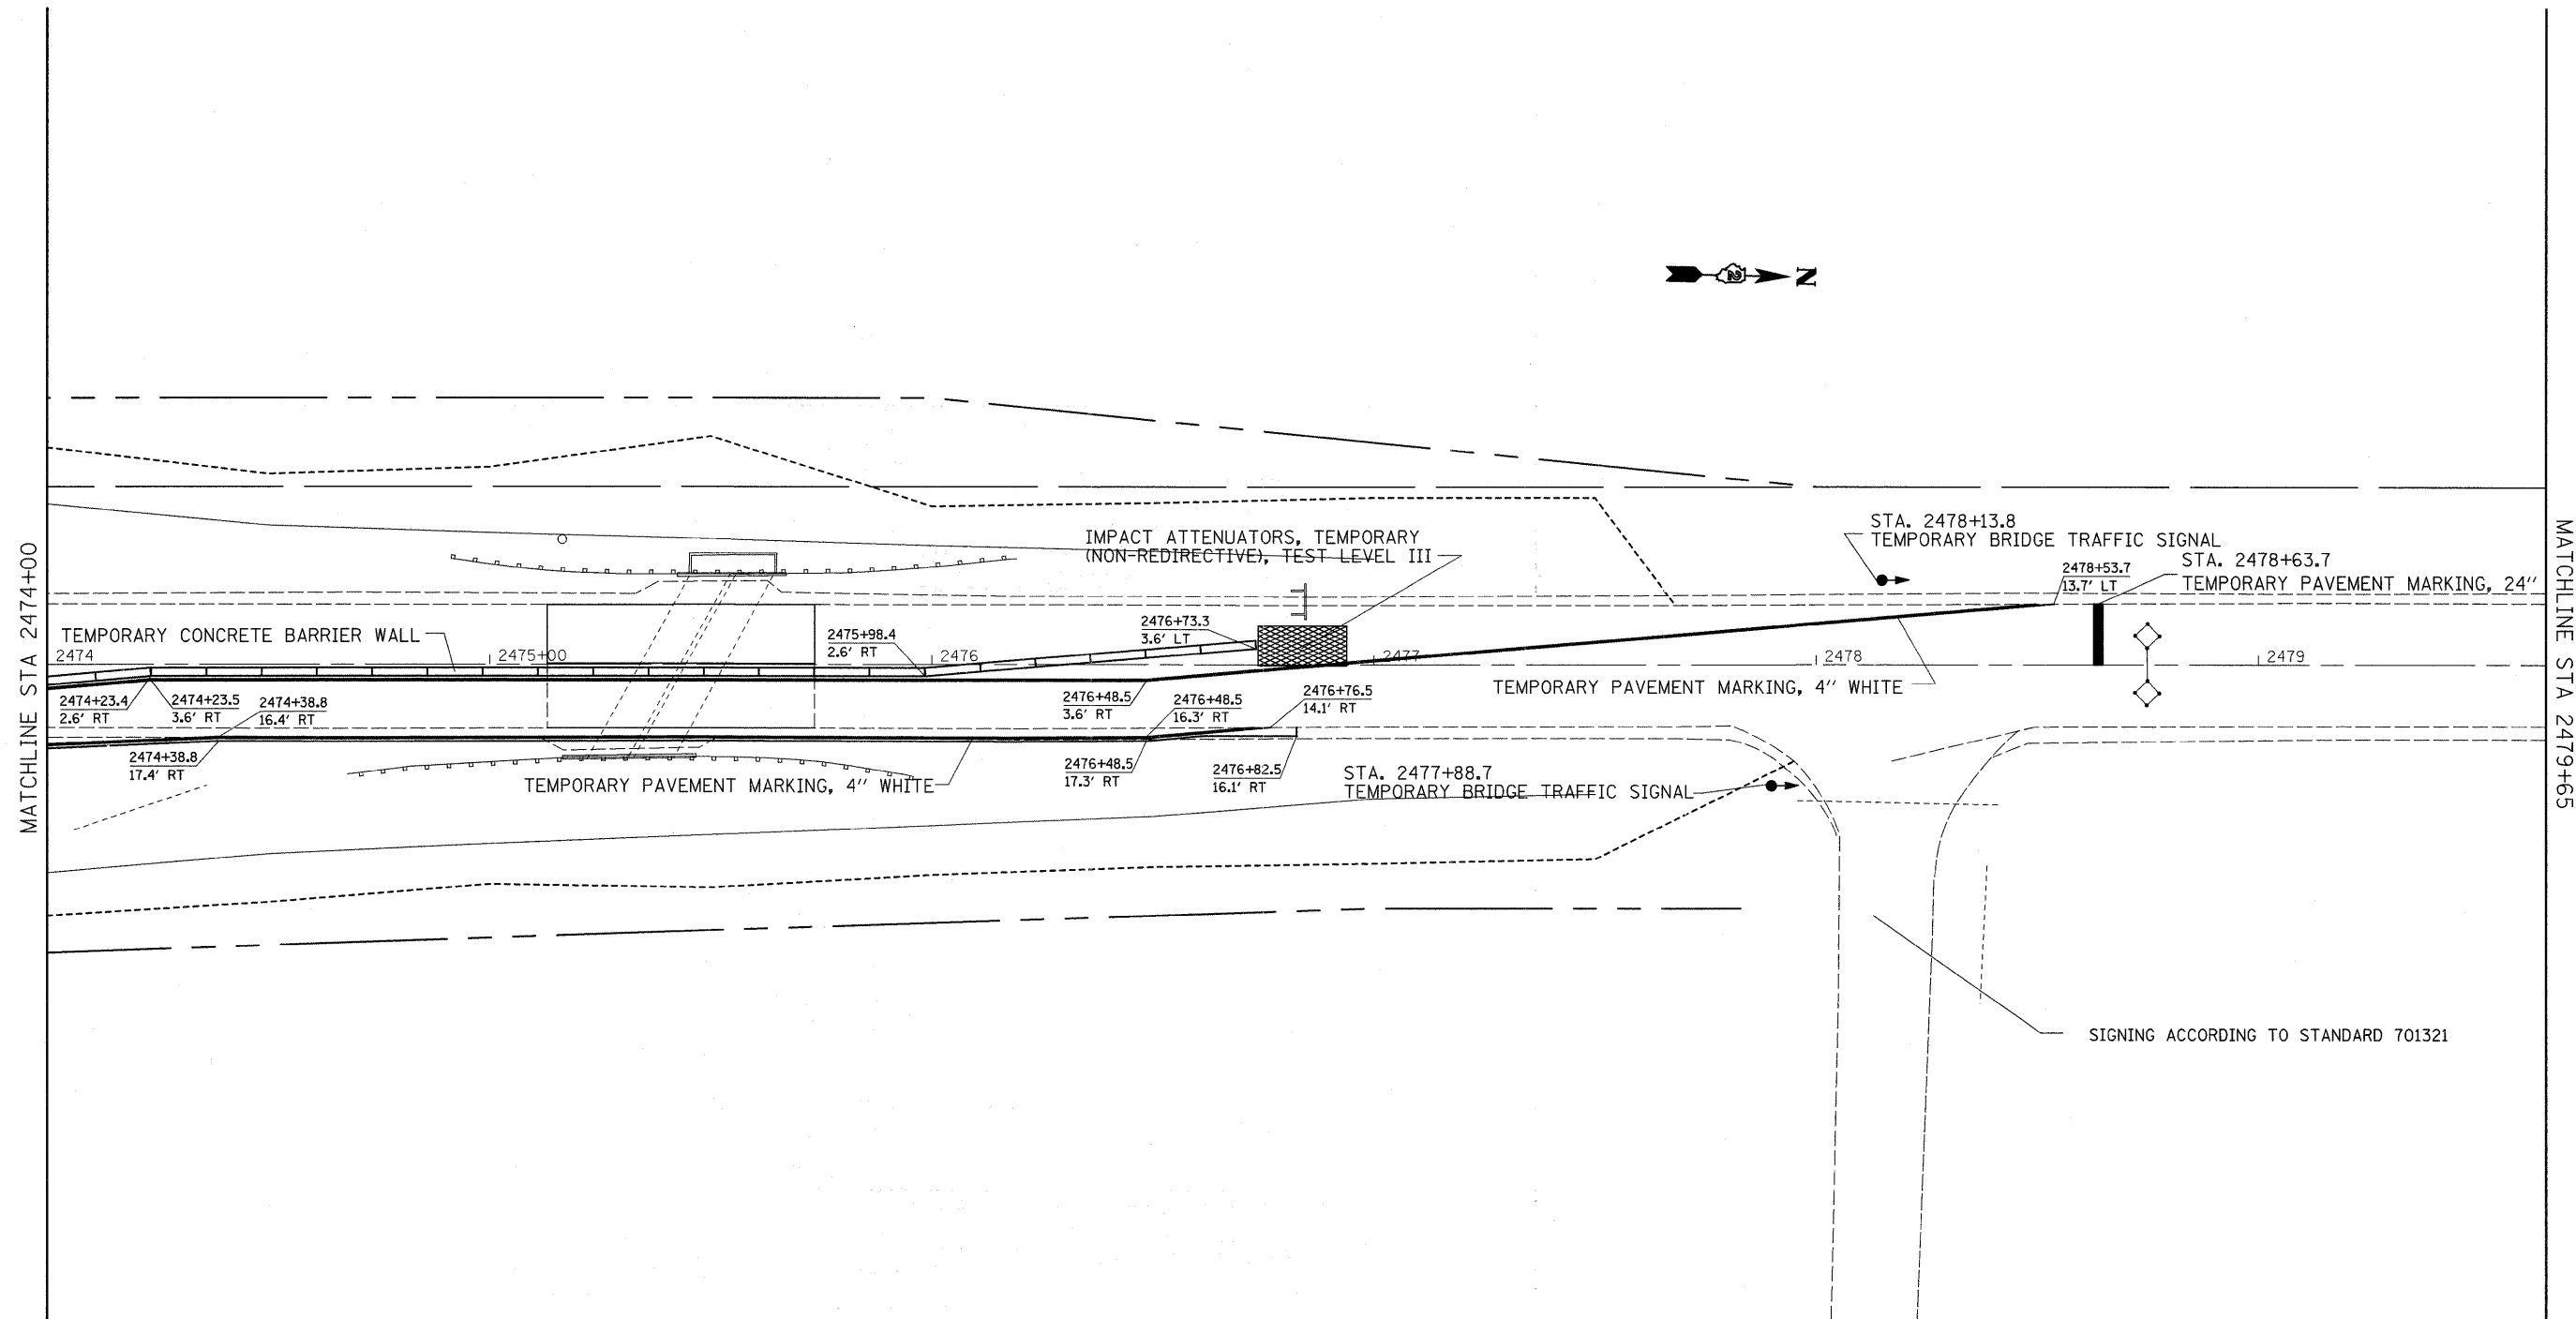 N
2
IMPACT ATTENUATORS, TEMPORARY
(NON-REDIRECTIVE), TEST LEVEL III
STA. 2478+13.8
TEMPORARY BRIDGE TRAFFIC SIGNAL
STA. 2478+63.7
TEMPORARY PAVEMENT MARKING, 24"
2478+53.7
13.7' LT
MATCHLINE STA 2474+00
MATCHLINE STA 2479+65
TEMPORARY CONCRETE BARRIER WALL
2475+98.4
2.6' RT
2476+73.3
3.6' LT
2474
2475+00
2476
2477
2478
2479
2474+23.4
2.6' RT
2474+23.5
3.6' RT
2474+38.8
16.4' RT
2476+48.5
3.6' RT
2476+48.5
16.3' RT
2476+76.5
14.1' RT
TEMPORARY PAVEMENT MARKING, 4" WHITE
2474+38.8
17.4' RT
TEMPORARY PAVEMENT MARKING, 4" WHITE
2476+48.5
17.3' RT
2476+82.5
16.1' RT
STA. 2477+88.7
TEMPORARY BRIDGE TRAFFIC SIGNAL
SIGNING ACCORDING TO STANDARD 701321